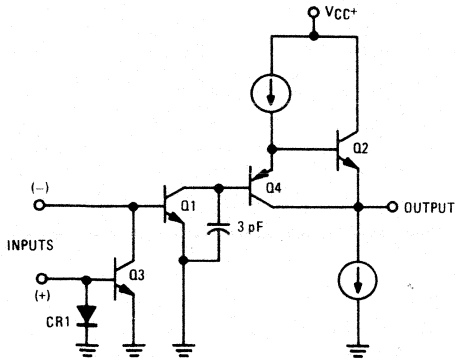 VCC+
Q2
Q4
(−)
Q1
3 pF
OUTPUT
INPUTS
Q3
(+)
CR1